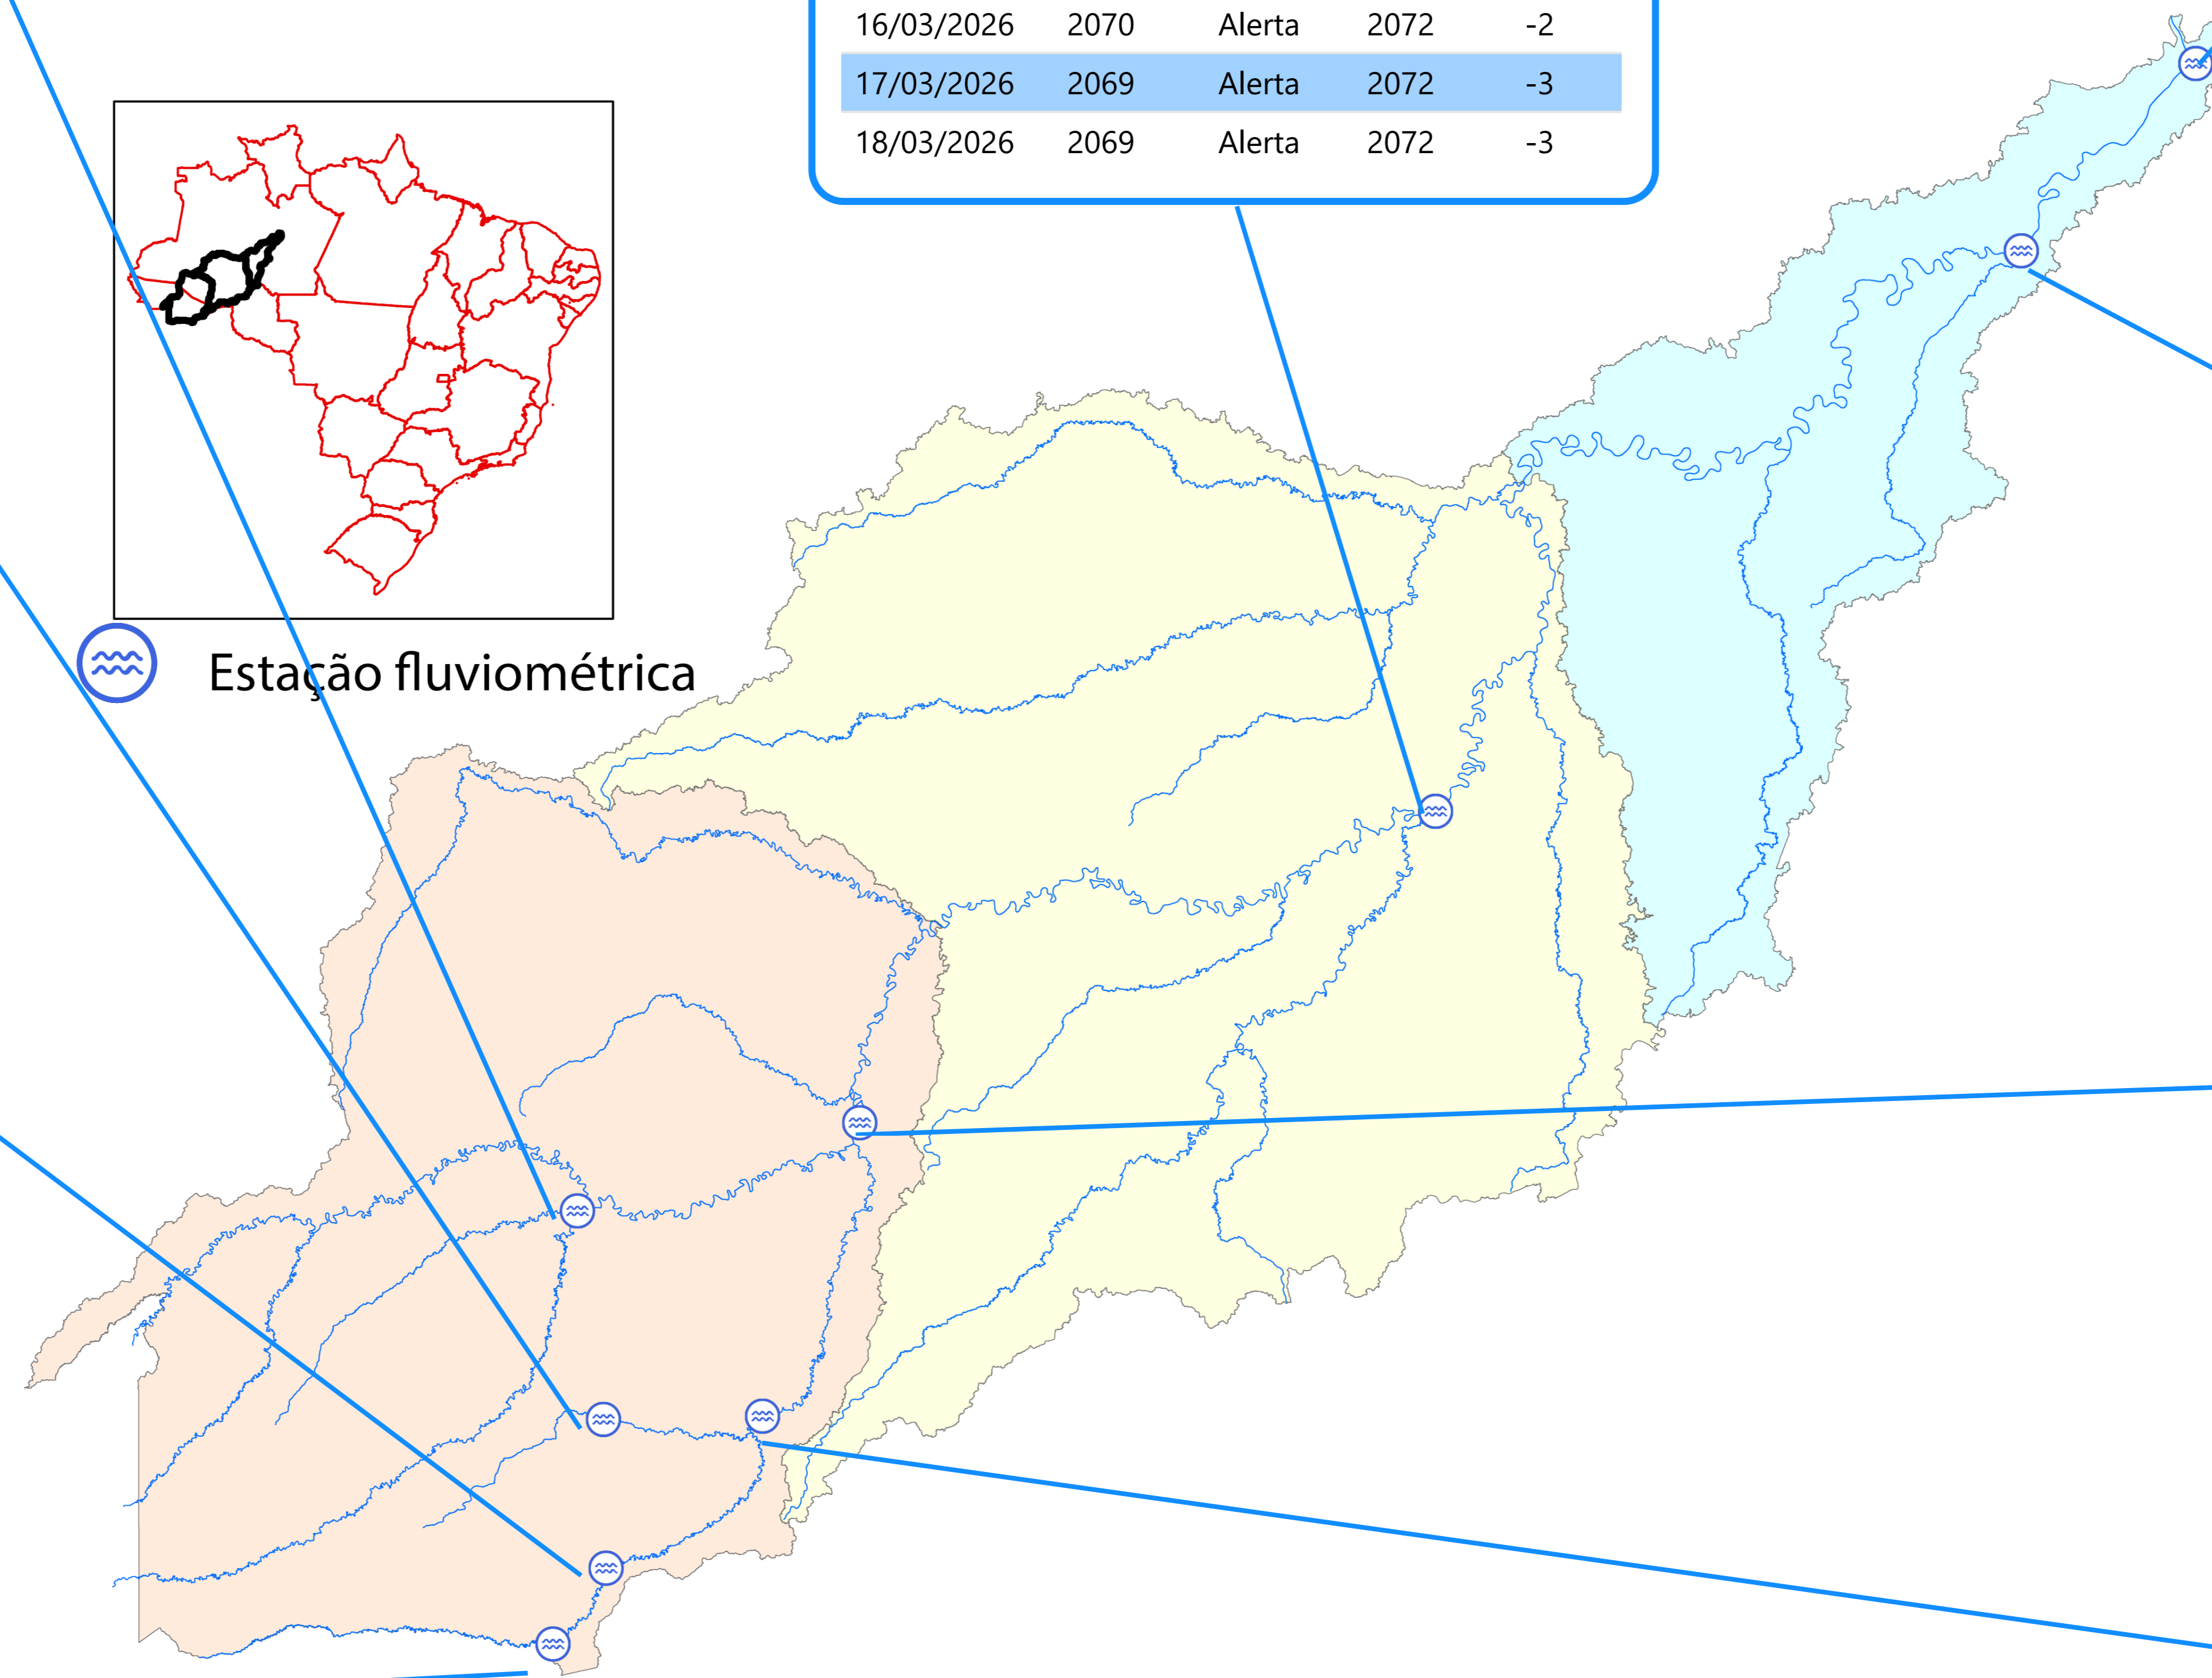 16/03/2026 2070 Alerta 2072 -2
17/03/2026 2069 Alerta 2072 -3
18/03/2026 2069 Alerta 2072 -3
Estação fluviométrica